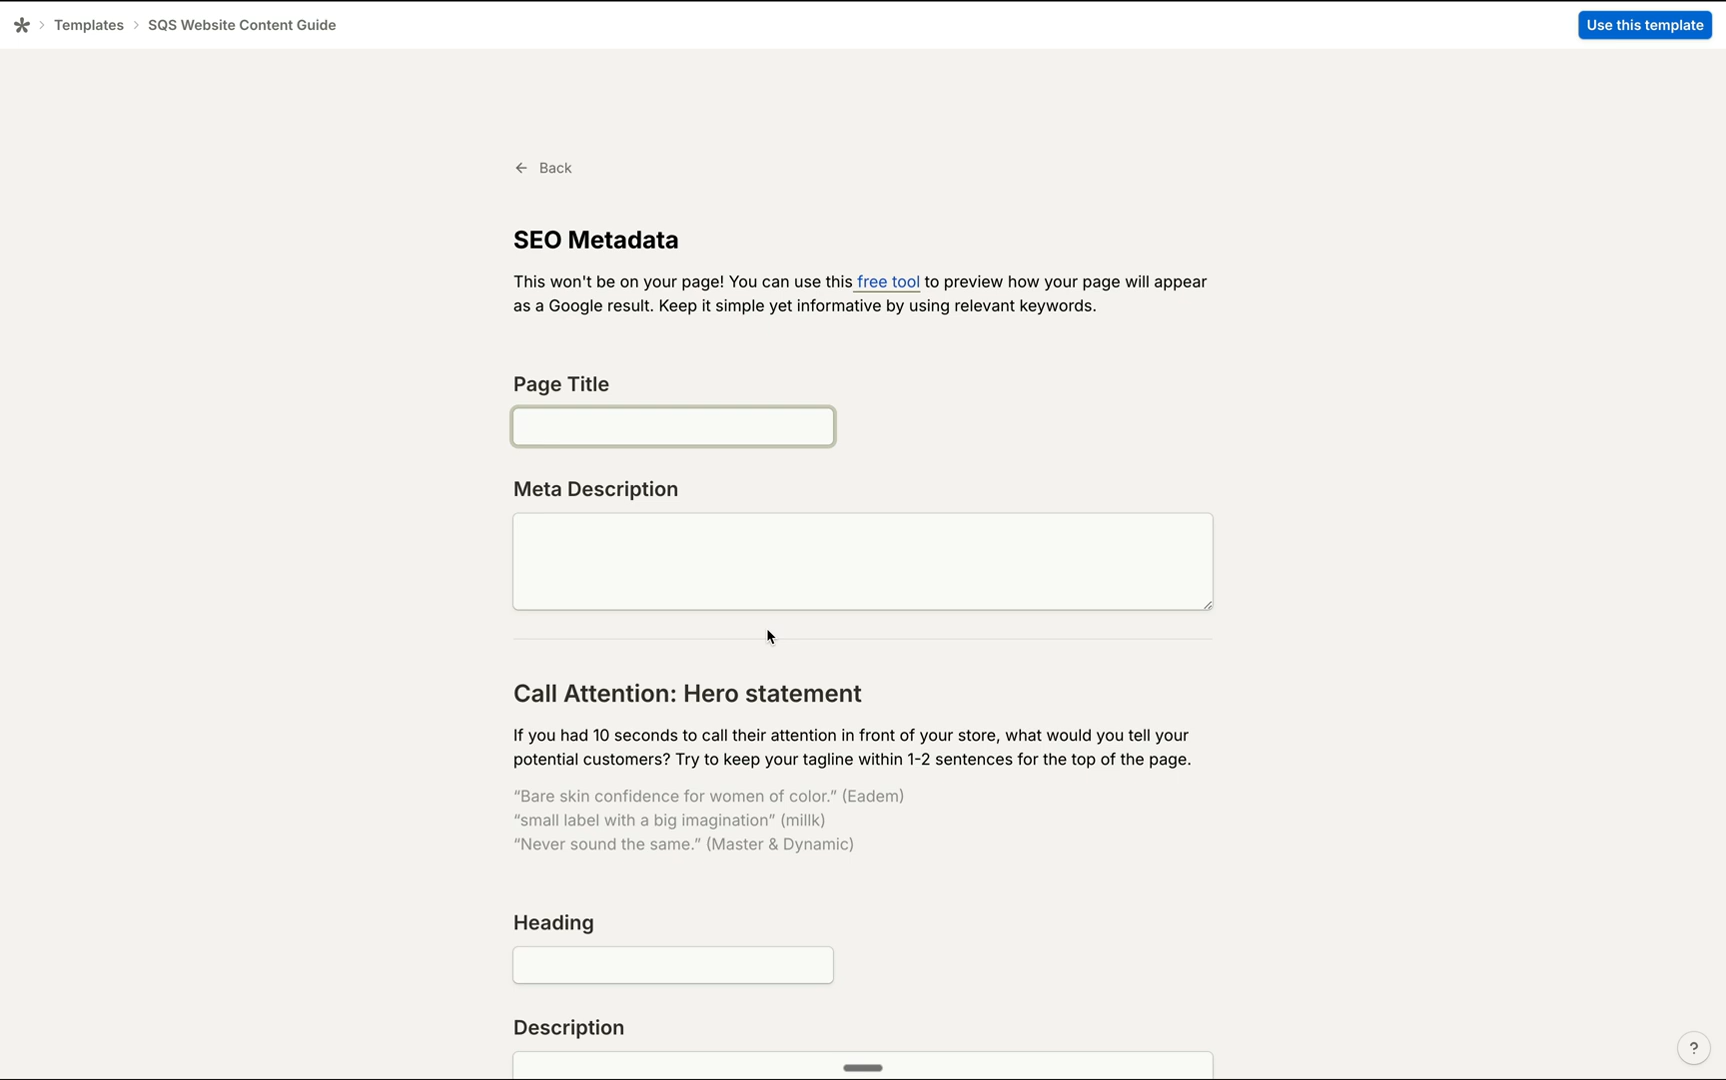 Templates SQS Website Content Guide Use this template
Back
SEO Metadata
This won't be on your page! You can use this free tool to preview how your page will appear
as a Google result. Keep it simple yet informative by using relevant keywords.
Page Title
Meta Description
Call Attention: Hero statement
If you had 10 seconds to call their attention in front of your store, what would you tell your
potential customers? Try to keep your tagline within 1-2 sentences for the top of the page.
“Bare skin confidence for women of color.” (Eadem)
“small label with a big imagination” (millk)
“Never sound the same.” (Master & Dynamic)
Heading
Description
?